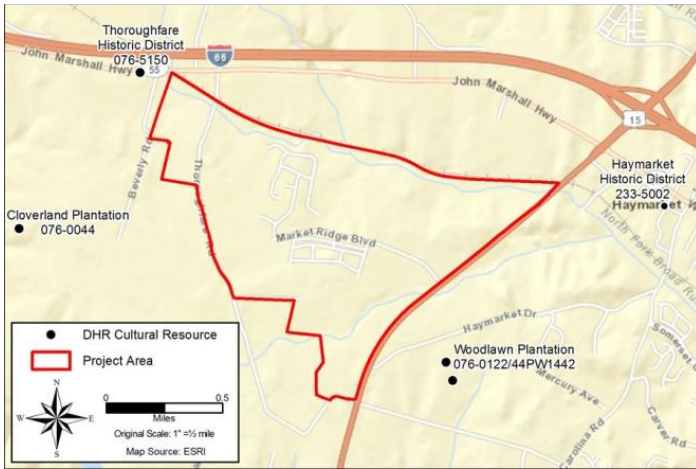 Thoroughfare
Historic District
076-5150
66
John Marshall Hwy
55
John Marshall Hwy
15
Haymarket
Historic District
233-5002
Haymarket
Beverly Rd
Thoroughfare Rd
Cloverland Plantation
076-0044
Market Ridge Blvd
North Fork Broad R
Haymarket Dr
Woodlawn Plantation
076-0122/44PW1442
Mercury Ave
Somerset C
Carolina Rd
Carver Rd
DHR Cultural Resource
Project Area
N
W
E
S
0
0.5
Miles
Original Scale: 1" =½ mile
Map Source: ESRI